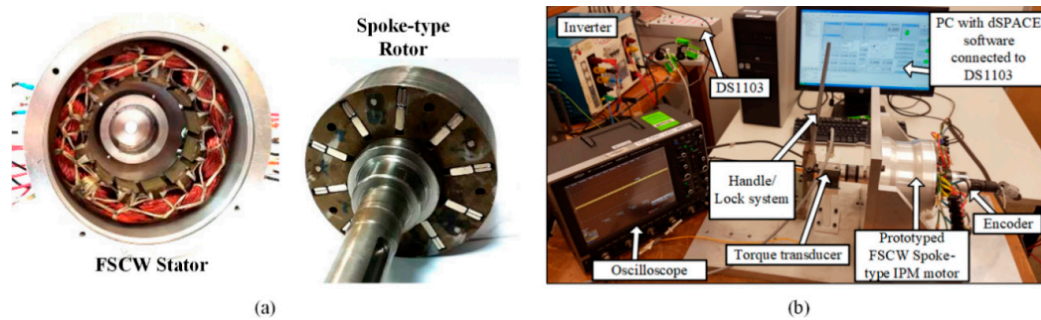 (a)
Spoke-type
Rotor
FSCW Stator
(b)
Inverter
DS1103
PC with dSPACE
software
connected to
DS1103
Handle/
Lock system
Encoder
Oscilloscope
Torque transducer
Prototyped
FSCW Spoke-
type IPM motor
(a)
(b)